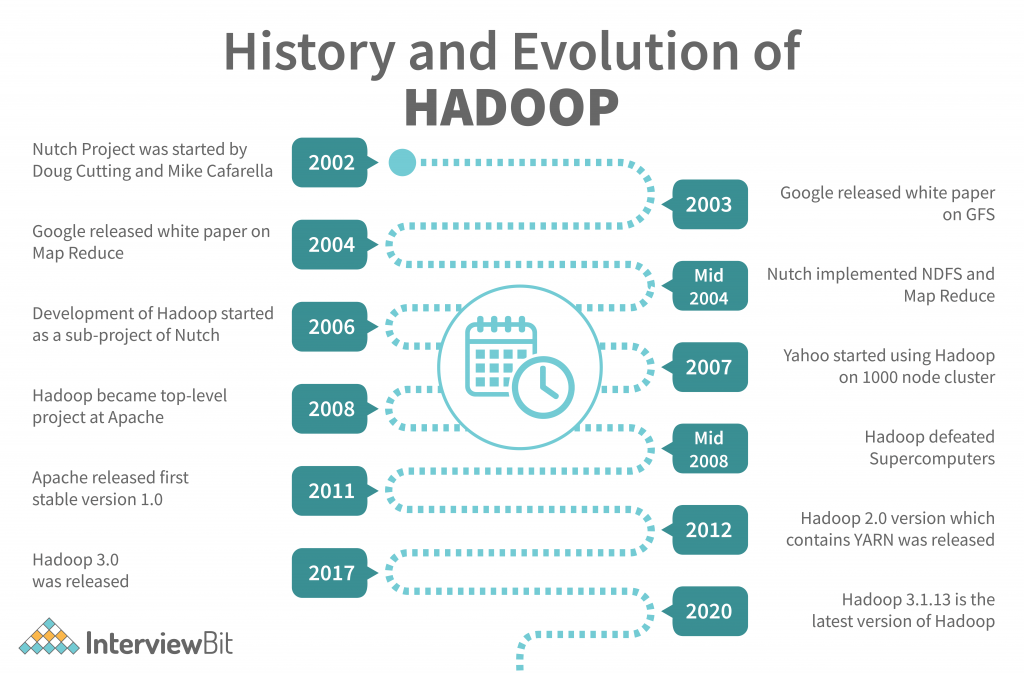 History and Evolution of
HADOOP
Nutch Project was started by
Doug Cutting and Mike Cafarella
2002
2003
Google released white paper
on GFS
Google released white paper on
Map Reduce
2004
Mid
2004
Nutch implemented NDFS and
Map Reduce
Development of Hadoop started
as a sub-project of Nutch
2006
2007
Yahoo started using Hadoop
on 1000 node cluster
Hadoop became top-level
project at Apache
2008
Mid
2008
Hadoop defeated
Supercomputers
Apache released first
stable version 1.0
2011
2012
Hadoop 2.0 version which
contains YARN was released
Hadoop 3.0
was released
2017
2020
Hadoop 3.1.13 is the
latest version of Hadoop
InterviewBit